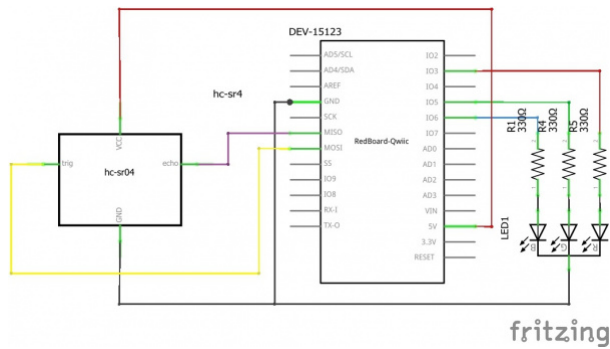 DEV-15123
hc-sr4
AD5/SCL
AD4/SDA
AREF
GND
SCK
MISO
MOSI
SS
IO9
IO8
RX-I
TX-O
RedBoard-Qwiic
IO2
IO3
IO4
IO5
IO6
IO7
AD0
AD1
AD2
AD3
VIN
5V
3.3V
RESET
VCC
trig
hc-sr04
echo
GND
R1
330Ω
R4
330Ω
R5
330Ω
LED1
B
G
R
fritzing